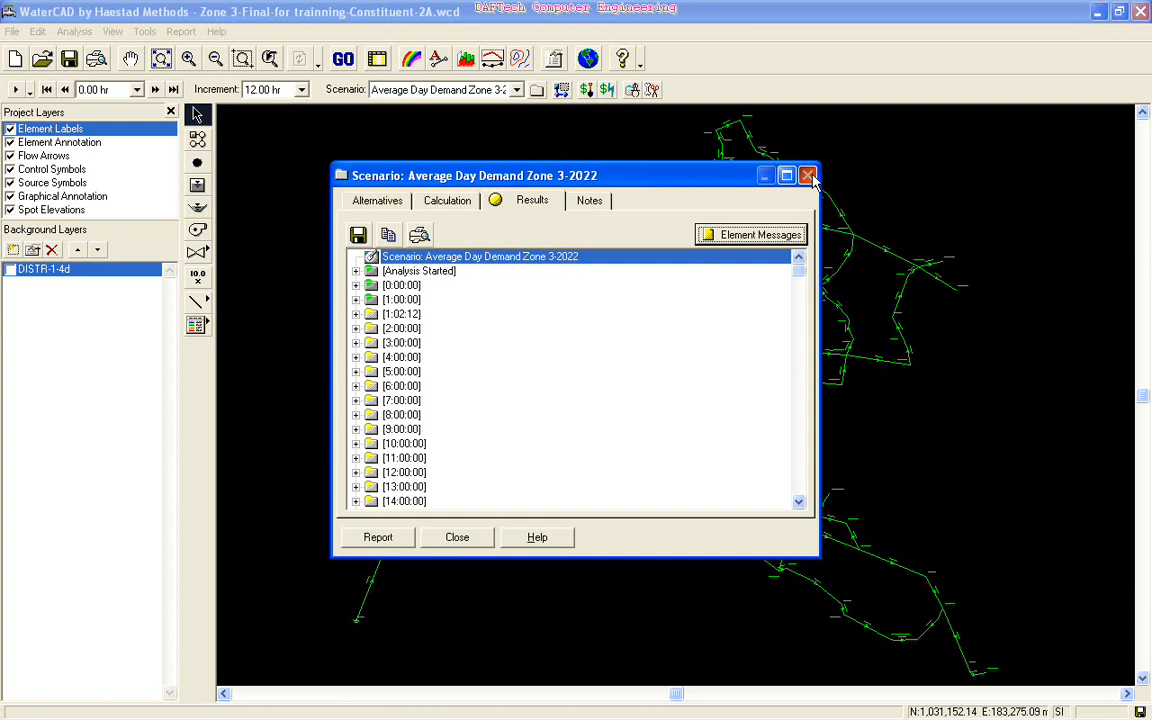 WaterCAD by Haestad Methods - Zone 3-Final-for trainning-Constituent-2A.wcd
DAFTech Computer Engineering
File Edit Analysis View Tools Report Help
GO
0.00 hr Increment: 12.00 hr Scenario: Average Day Demand Zone 3-2
Project Layers
Element Labels
Element Annotation
Flow Arrows
Control Symbols
Source Symbols
Graphical Annotation
Spot Elevations
Background Layers
DISTR-1-4d
10.0
Scenario: Average Day Demand Zone 3-2022
Alternatives Calculation Results Notes
Element Messages
Scenario: Average Day Demand Zone 3-2022
[Analysis Started]
[0:00:00]
[1:00:00]
[1:02:12]
[2:00:00]
[3:00:00]
[4:00:00]
[5:00:00]
[6:00:00]
[7:00:00]
[8:00:00]
[9:00:00]
[10:00:00]
[11:00:00]
[12:00:00]
[13:00:00]
[14:00:00]
Report Close Help
N:1,031,152.14 E:183,275.09 m SI